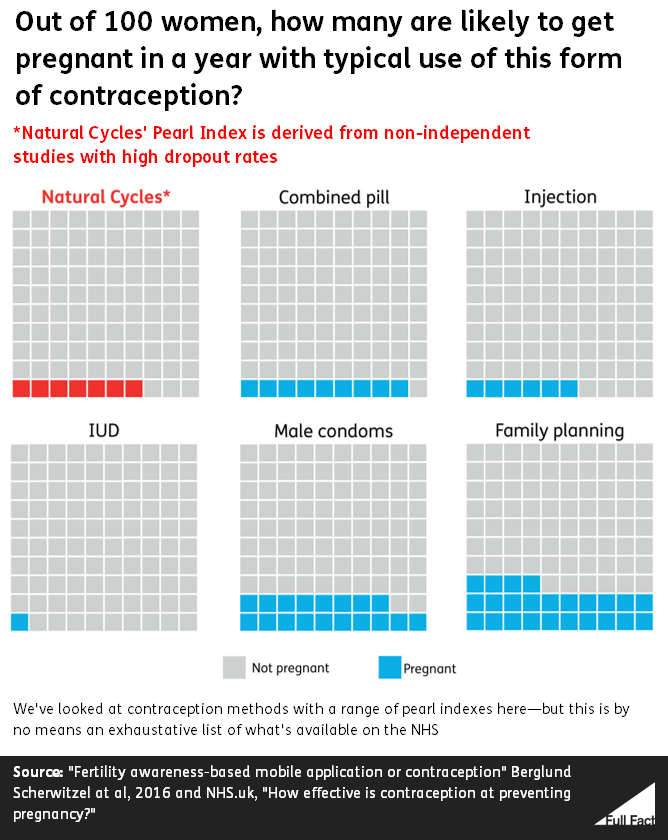 Out of 100 women, how many are likely to get
pregnant in a year with typical use of this form
of contraception?
*Natural Cycles' Pearl Index is derived from non-independent
studies with high dropout rates
Natural Cycles*
Combined pill
Injection
IUD
Male condoms
Family planning
Not pregnant
Pregnant
We've looked at contraception methods with a range of pearl indexes here—but this is by
no means an exhaustative list of what's available on the NHS
Source: "Fertility awareness-based mobile application or contraception" Berglund
Scherwitzel at al, 2016 and NHS.uk, "How effective is contraception at preventing
pregnancy?"
Full Fact